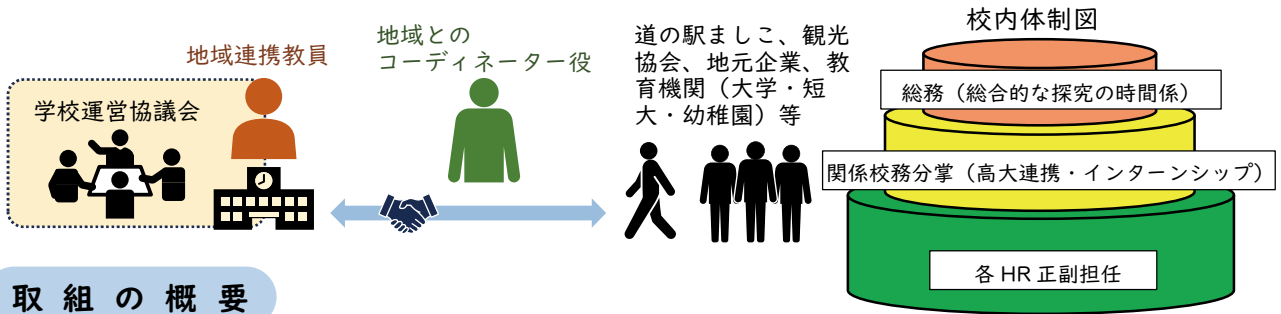 地域連携教員
学校運営協議会
地域との
コーディネーター役
道の駅ましこ、観光
協会、地元企業、教
育機関（大学・短
大・幼稚園）等
校内体制図
総務（総合的な探究の時間係）
関係校務分掌（高大連携・インターンシップ）
各 HR 正副担任
取組の概要